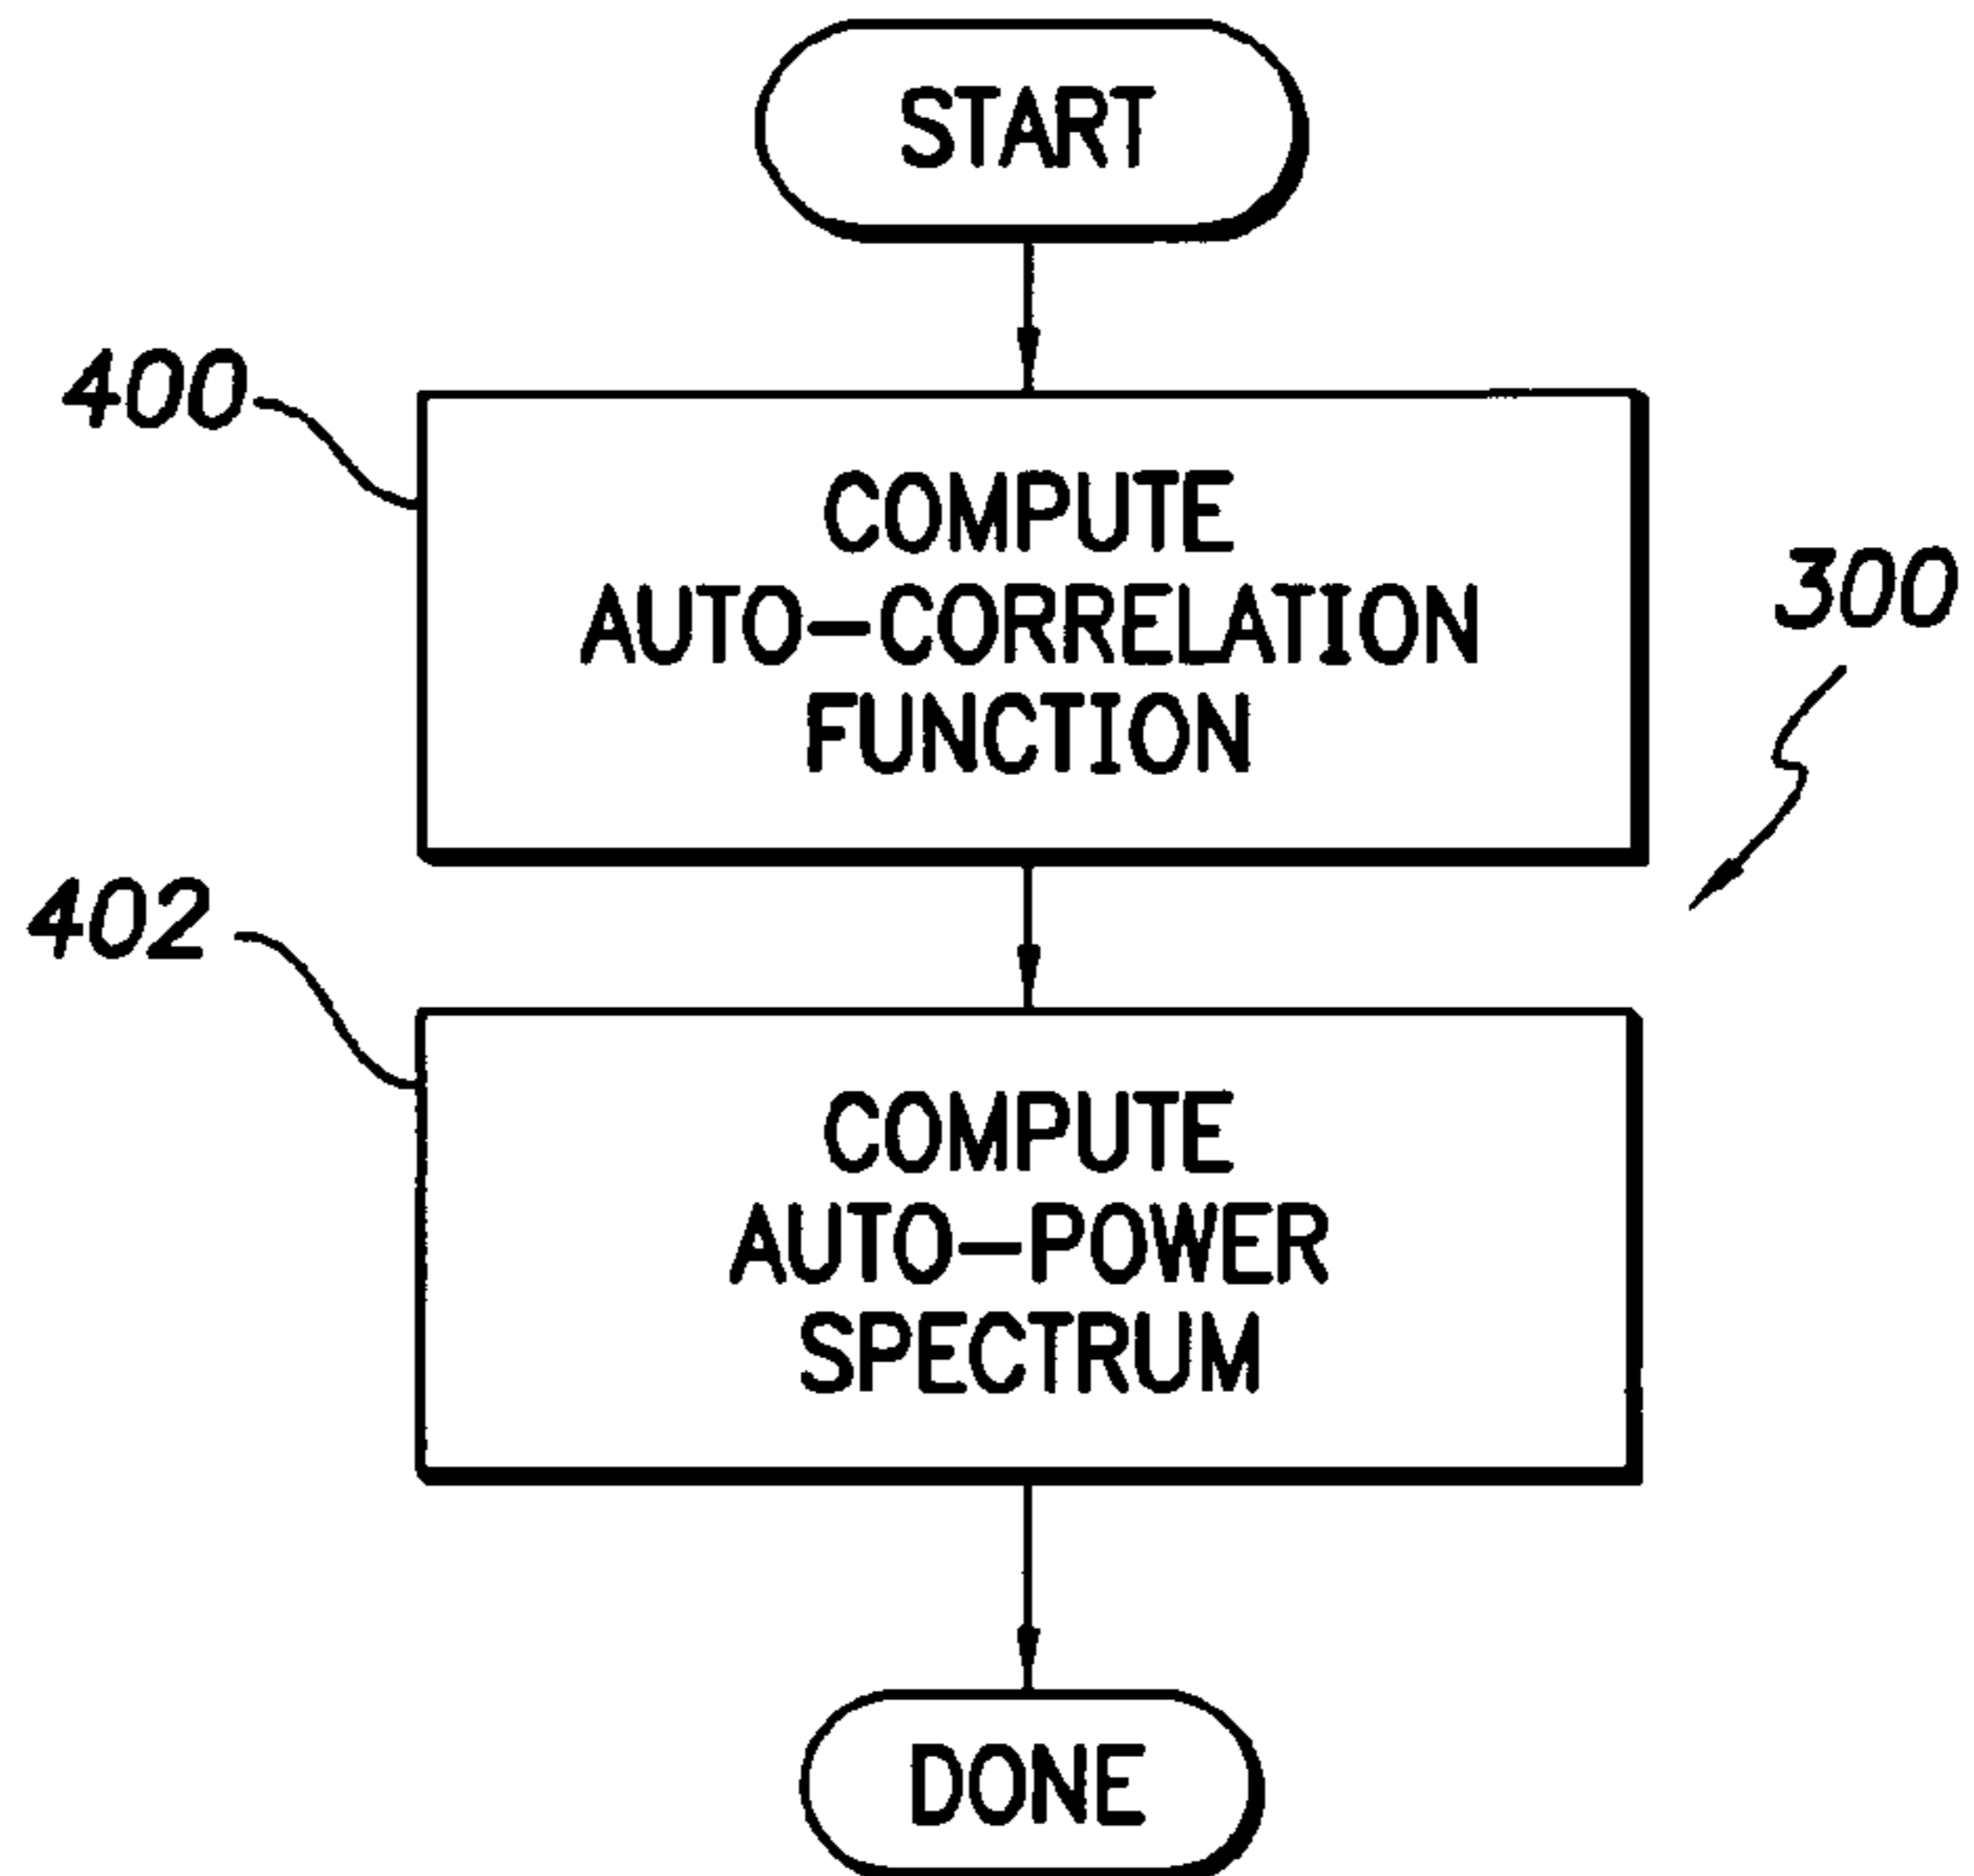 START
400
COMPUTE
AUTO-CORRELATION
FUNCTION
300
402
COMPUTE
AUTO-POWER
SPECTRUM
DONE